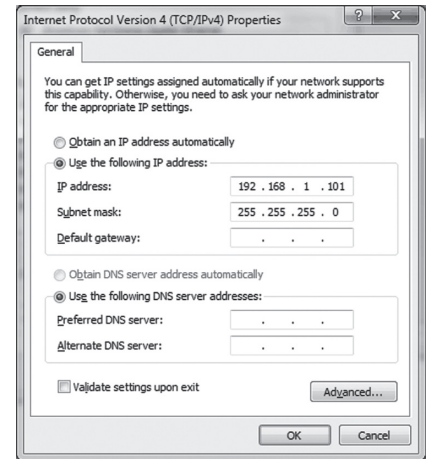 Internet Protocol Version 4 (TCP/IPv4) Properties
General
You can get IP settings assigned automatically if your network supports
this capability. Otherwise, you need to ask your network administrator
for the appropriate IP settings.
Obtain an IP address automatically
Use the following IP address:
IP address: 192 . 168 . 1 . 101
Subnet mask: 255 . 255 . 255 . 0
Default gateway: . . .
Obtain DNS server address automatically
Use the following DNS server addresses:
Preferred DNS server: . . .
Alternate DNS server: . . .
Validate settings upon exit
Advanced...
OK Cancel